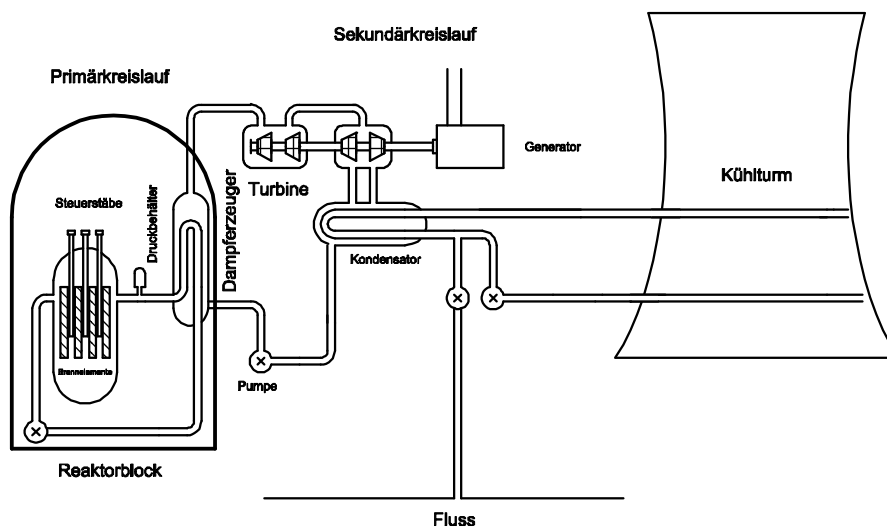 Sekundärkreislauf
Primärkreislauf
Generator
Kühlturm
Turbine
Steuerstäbe
Druckbehälter
Dampferzeuger
Kondensator
Brennelemente
Pumpe
Reaktorblock
Fluss